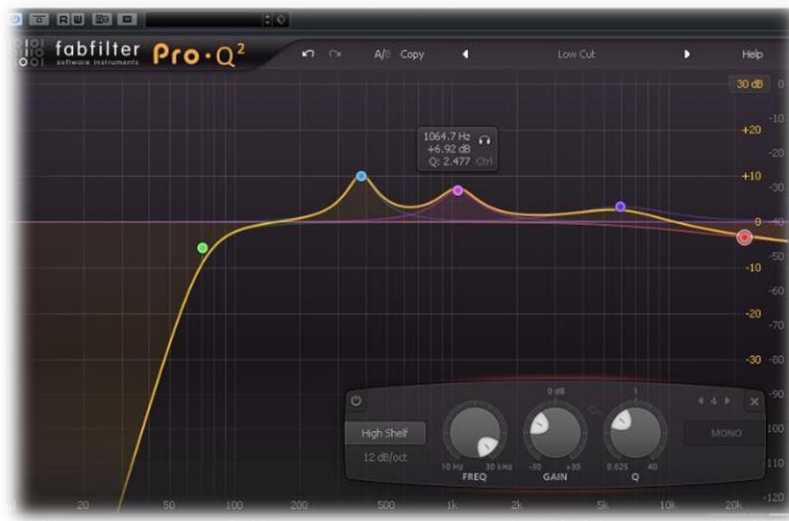 R W
fabfilter Pro·Q²
software instruments
A/B Copy Low Cut Help
30 dB 0
-10
+20
-20
+10
-30
0 -40
-50
-10
-60
-20
-70
-30 -80
-90
-100
-110
-120
1064.7 Hz
+6.92 dB
Q: 2.477 Ctrl
0 dB 1 4
High Shelf MONO
12 dB/oct
10 Hz 30 kHz -30 +30 0.025 40
FREQ GAIN Q
20 50 100 200 500 1k 2k 5k 10k 20k